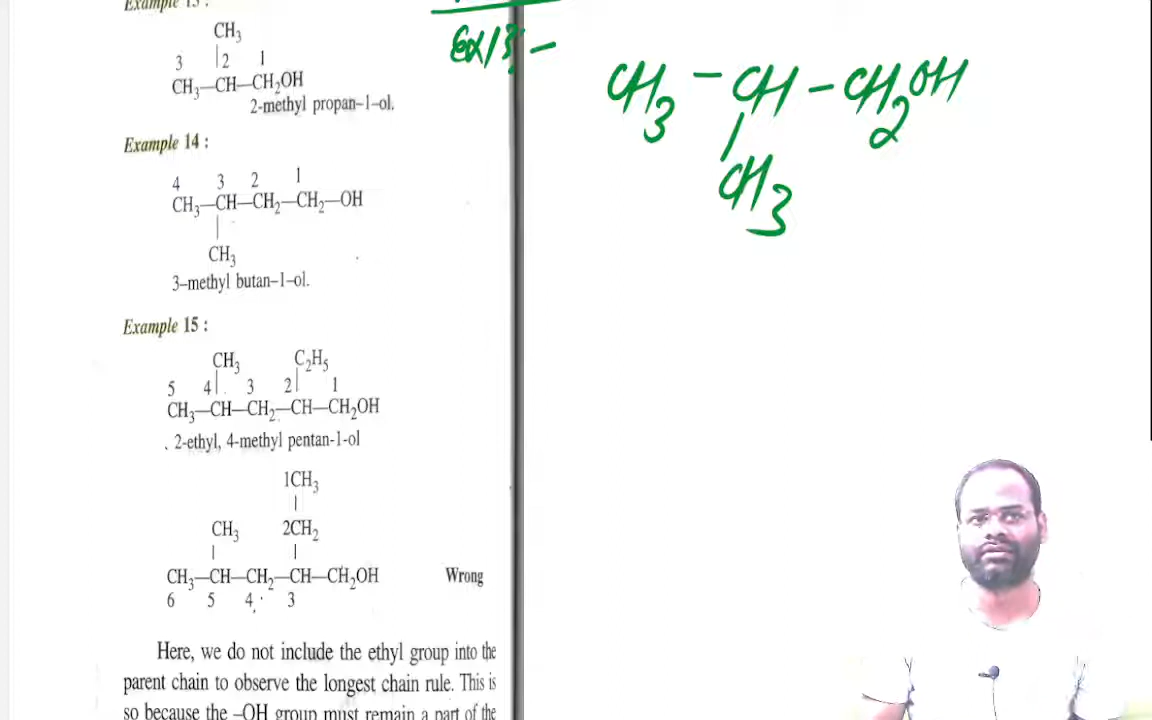 Example 13 :
CH3
3 |2 1
CH3—CH—CH2OH
2-methyl propan-1-ol.
Example 14 :
4 3 2 1
CH3—CH—CH2—CH2—OH
|
CH3
3-methyl butan-1-ol.
Example 15 :
CH3 C2H5
5 4| 3 2| 1
CH3—CH—CH2—CH—CH2OH
2-ethyl, 4-methyl pentan-1-ol
1CH3
|
CH3 2CH2
| |
CH3—CH—CH2—CH—CH2OH Wrong
6 5 4 3
Here, we do not include the ethyl group into the
parent chain to observe the longest chain rule. This is
so because the –OH group must remain a part of the
CH3 – CH – CH2OH
|
CH3